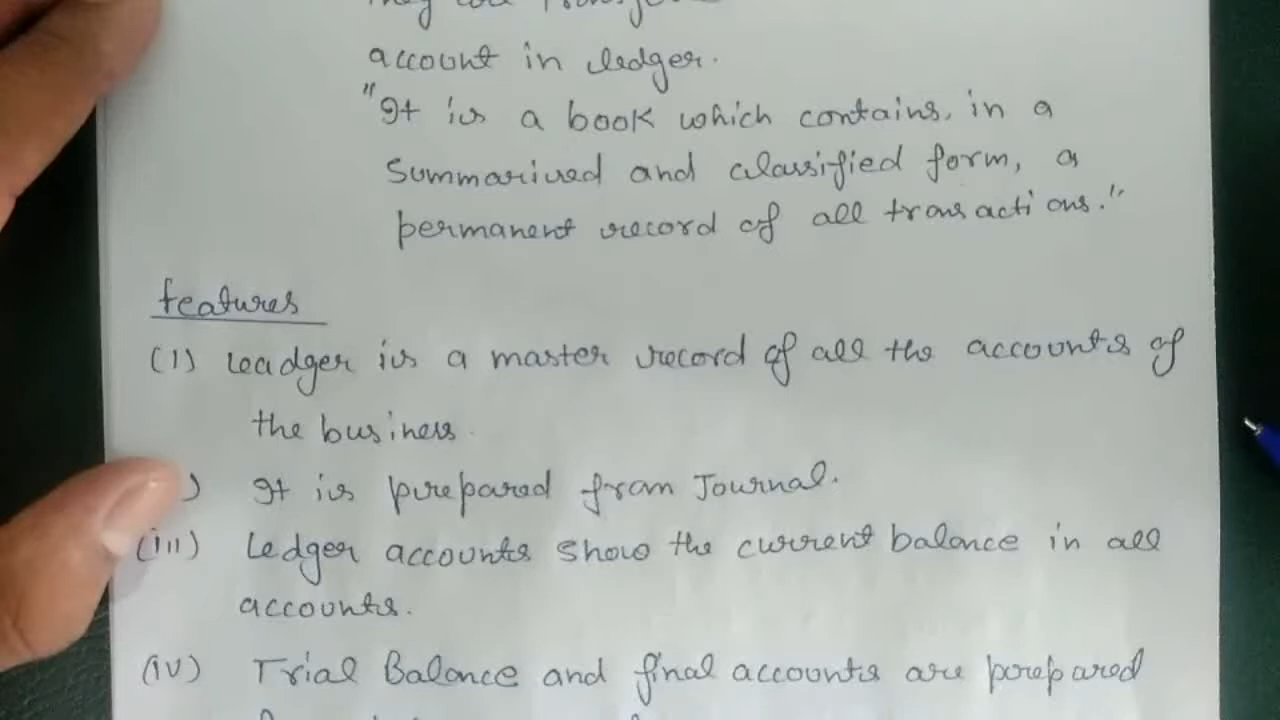 account in ledger.
"It is a book which contains, in a
Summarised and classified form, a
permanent record of all transactions."
features
(1) Leadger is a master record of all the accounts of
the business.
) It is prepared from Journal.
(iii) Ledger accounts show the current balance in all
accounts.
(iv) Trial Balance and final accounts are prepared